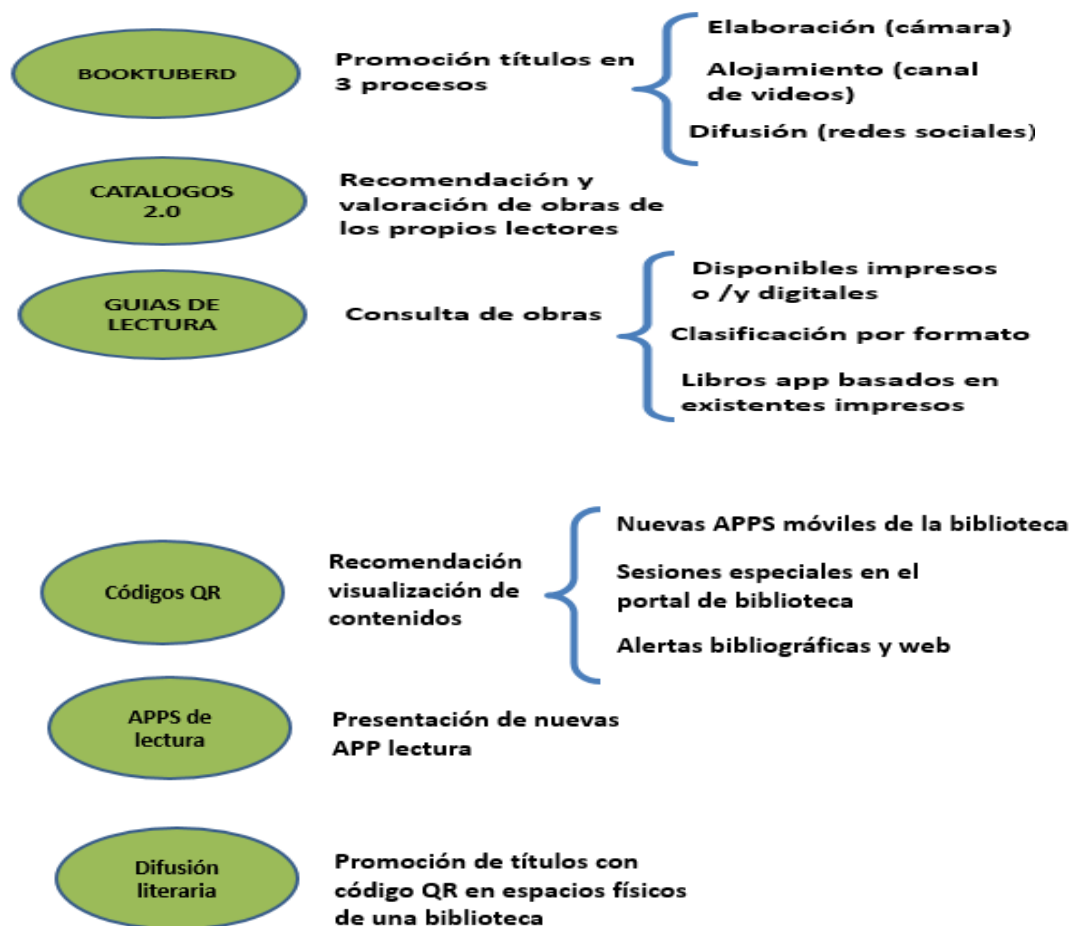 BOOKTUBERD
Promoción títulos en
3 procesos
Elaboración (cámara)
Alojamiento (canal
de videos)
Difusión (redes sociales)
CATALOGOS
2.0
Recomendación y
valoración de obras de
los propios lectores
GUIAS DE
LECTURA
Consulta de obras
Disponibles impresos
o /y digitales
Clasificación por formato
Libros app basados en
existentes impresos
Códigos QR
Recomendación
visualización de
contenidos
Nuevas APPS móviles de la biblioteca
Sesiones especiales en el
portal de biblioteca
Alertas bibliográficas y web
APPS de
lectura
Presentación de nuevas
APP lectura
Difusión
literaria
Promoción de títulos con
código QR en espacios físicos
de una biblioteca